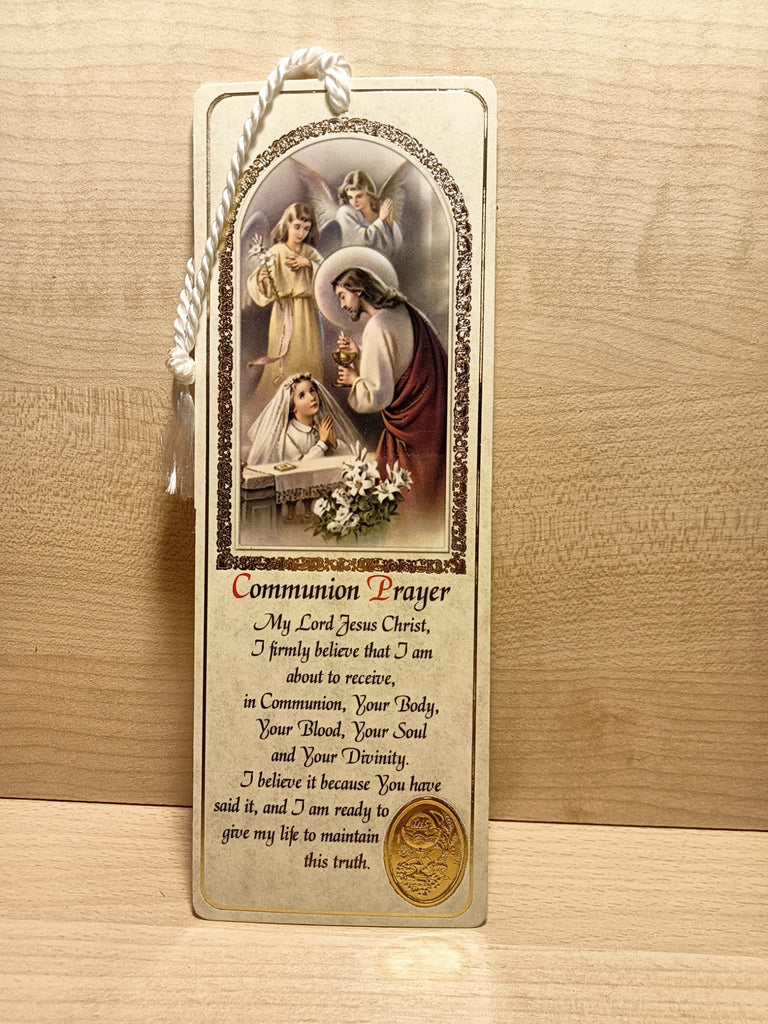 Communion Prayer
My Lord Jesus Christ,
I firmly believe that I am
about to receive,
in Communion, Your Body,
Your Blood, Your Soul
and Your Divinity.
I believe it because You have
said it, and I am ready to
give my life to maintain
this truth.
IHS